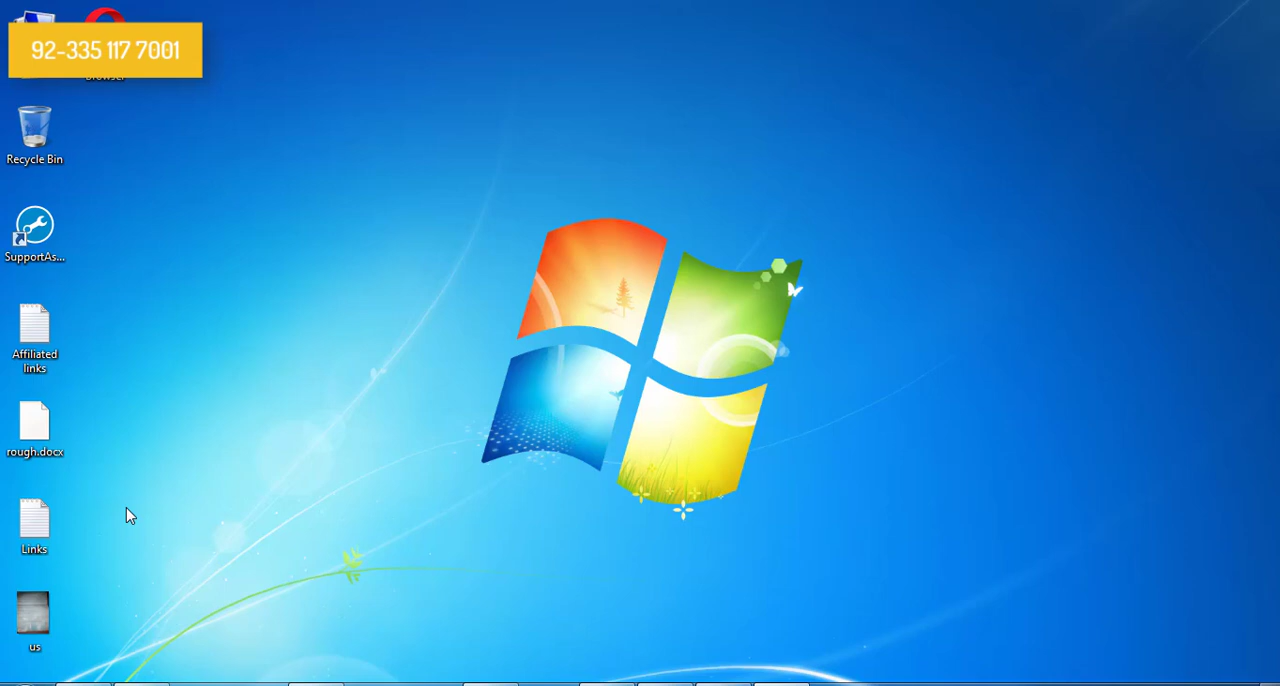 92-335 117 7001
Browser
Recycle Bin
SupportAs...
Affiliated
links
rough.docx
Links
us